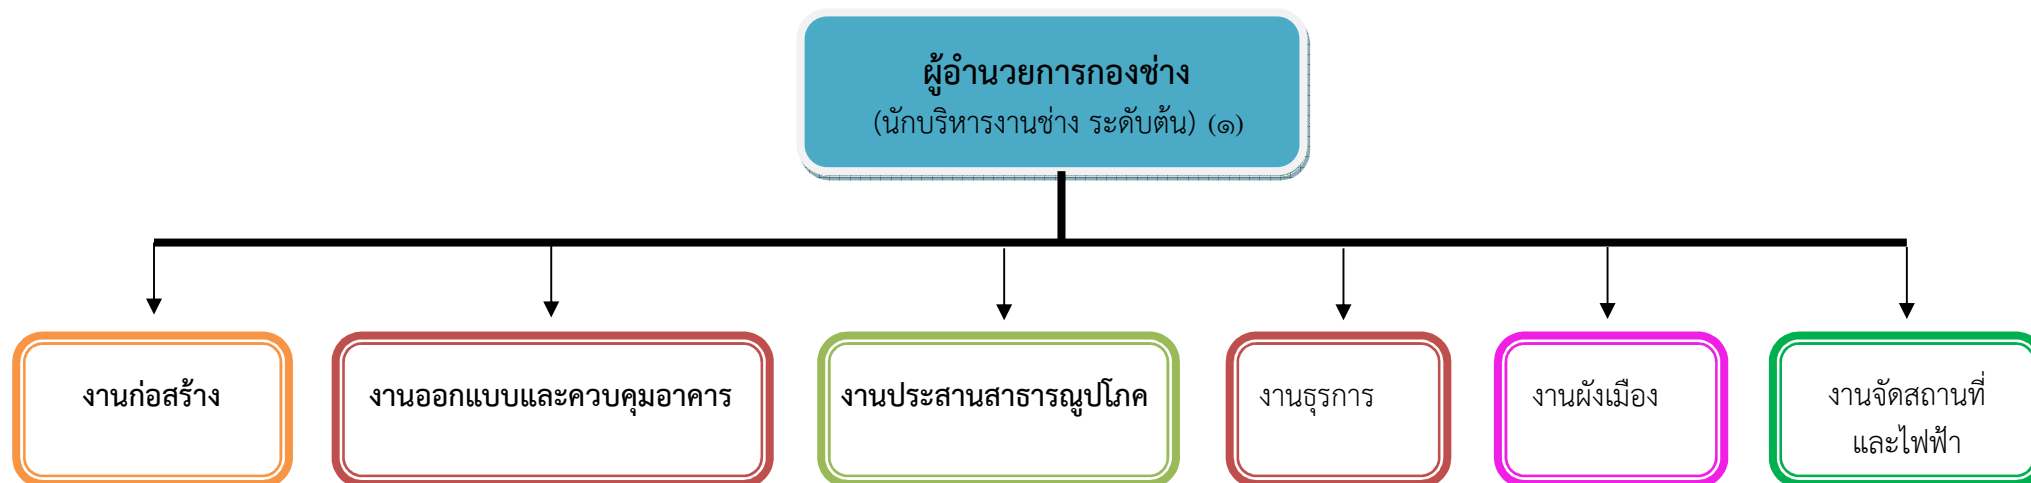 ผู้อำนวยการกองช่าง
(นักบริหารงานช่าง ระดับต้น) (๑)
งานก่อสร้าง
งานออกแบบและควบคุมอาคาร
งานประสานสาธารณูปโภค
งานธุรการ
งานผังเมือง
งานจัดสถานที่
และไฟฟ้า